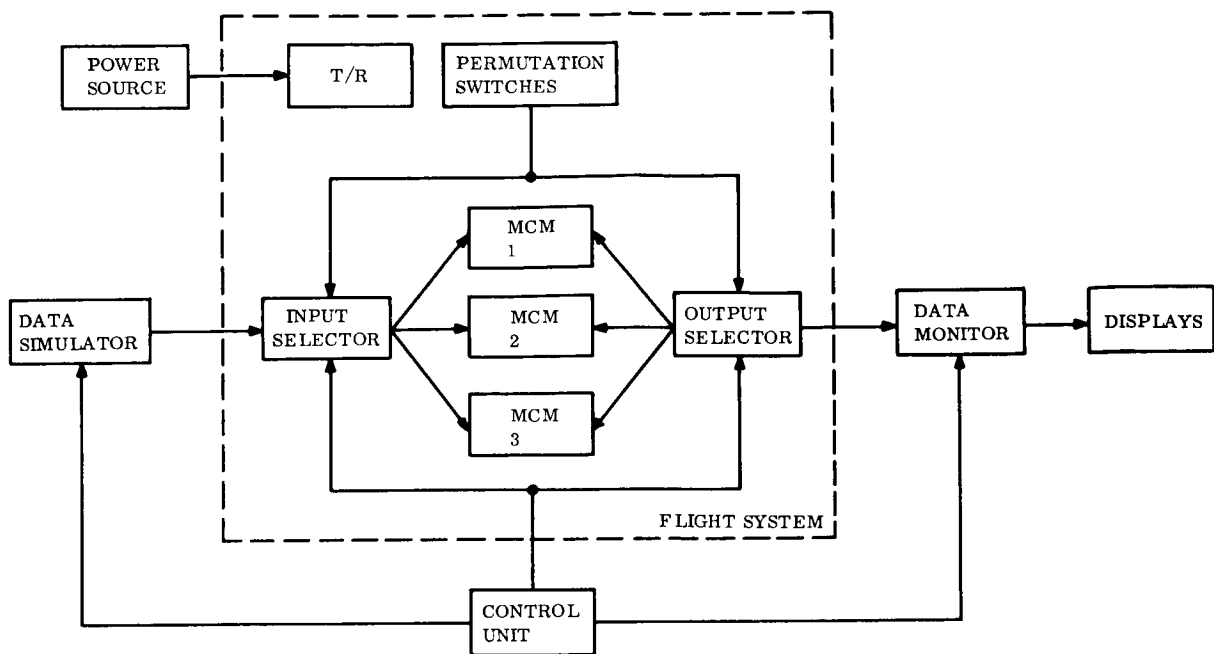 POWER
SOURCE
T/R
PERMUTATION
SWITCHES
MCM
1
DATA
SIMULATOR
INPUT
SELECTOR
MCM
2
OUTPUT
SELECTOR
DATA
MONITOR
DISPLAYS
MCM
3
FLIGHT SYSTEM
CONTROL
UNIT